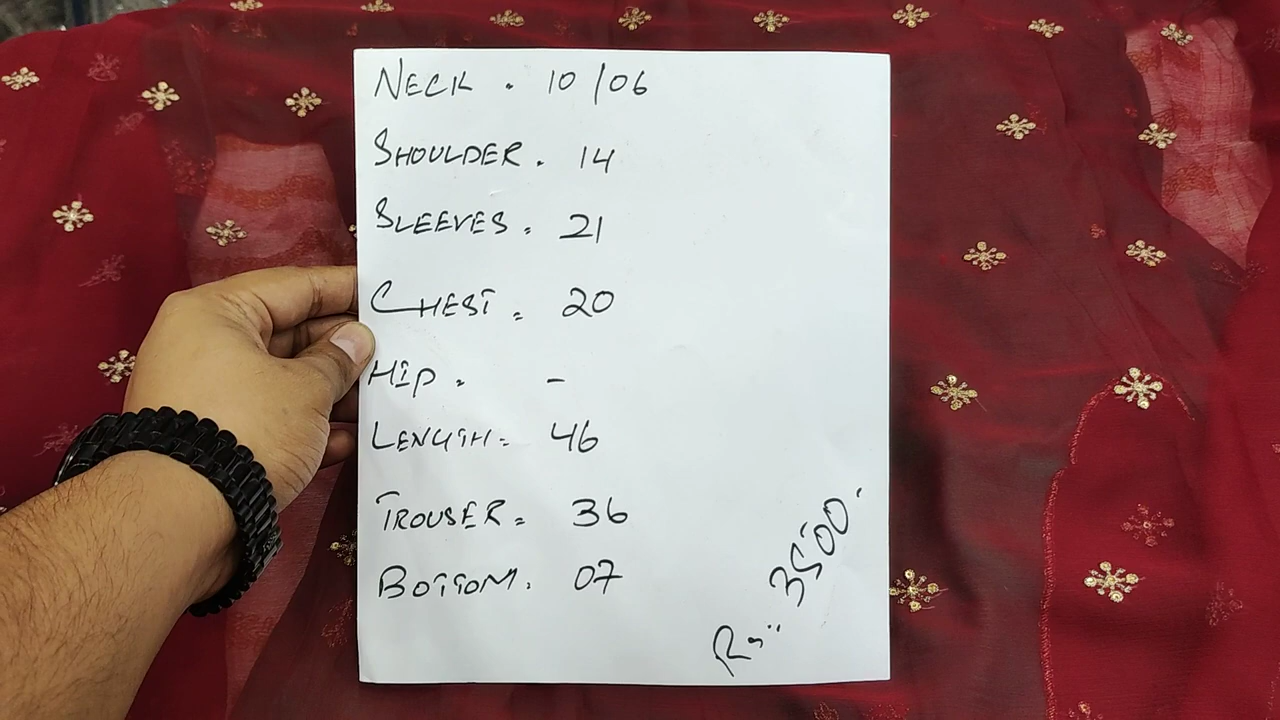 NECK . 10/06
SHOULDER . 14
SLEEVES . 21
CHEST = 20
HIP = -
LENGTH = 46
TROUSER = 36
BOTTOM . 07
Rs.. 3500.